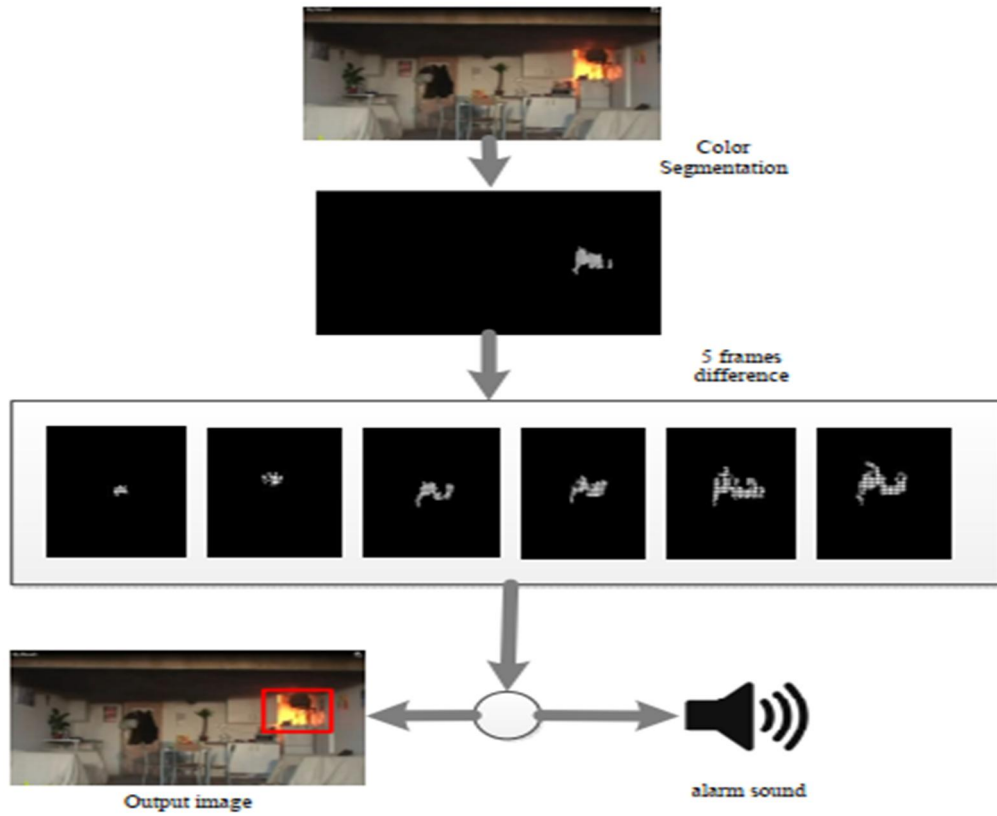 Color
Segmentation
5 frames
difference
Output image
alarm sound